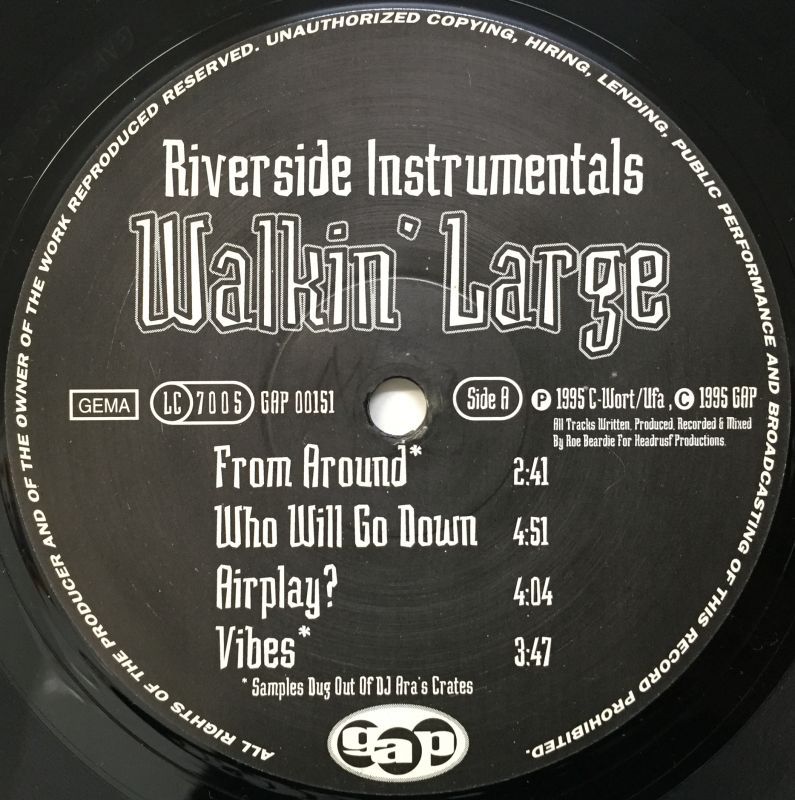 ALL RIGHTS OF THE PRODUCER AND OF THE OWNER OF THE WORK REPRODUCED RESERVED. UNAUTHORIZED COPYING, HIRING, LENDING, PUBLIC PERFORMANCE AND BROADCASTING OF THIS RECORD PROHIBITED.
Riverside Instrumentals
Walkin' Large
GEMA LC 7005 GAP 00151
Side A Ⓟ 1995 C-Wort/Ufa, © 1995 GAP
All Tracks Written, Produced, Recorded & Mixed
By Roe Beardie For Headrush Productions.
From Around* 2:41
Who Will Go Down 4:51
Airplay? 4:04
Vibes* 3:47
* Samples Dug Out Of DJ Ara's Crates
gap